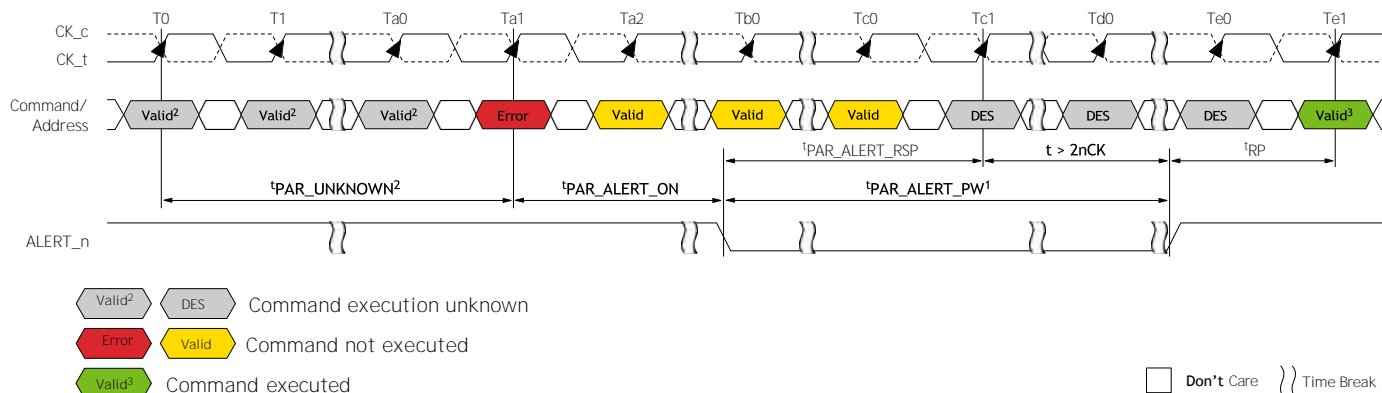 T0 T1 Ta0 Ta1 Ta2 Tb0 Tc0 Tc1 Td0 Te0 Te1
CK_c
CK_t
Command/
Address
Valid² Valid² Valid² Error Valid Valid Valid DES DES DES Valid³
ᵗPAR_ALERT_RSP t > 2nCK ᵗRP
ᵗPAR_UNKNOWN² ᵗPAR_ALERT_ON ᵗPAR_ALERT_PW¹
ALERT_n
Valid² DES Command execution unknown
Error Valid Command not executed
Valid³ Command executed
Don't Care Time Break